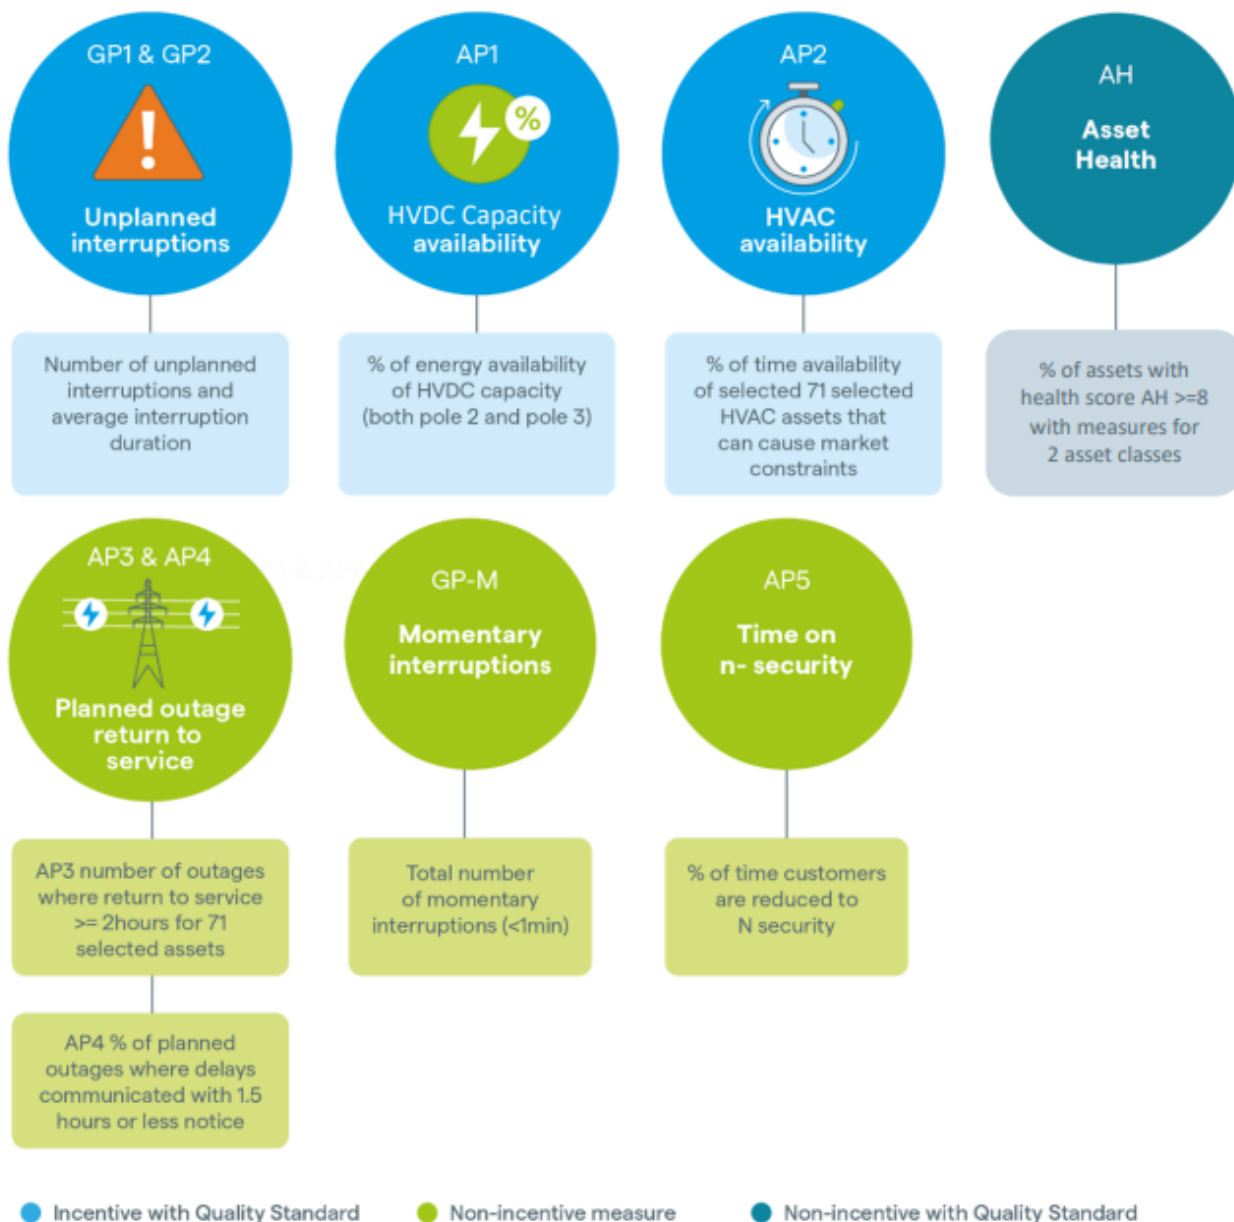 GP1 & GP2
!
Unplanned
interruptions
Number of unplanned
interruptions and
average interruption
duration
AP1
%
HVDC Capacity
availability
% of energy availability
of HVDC capacity
(both pole 2 and pole 3)
AP2
HVAC
availability
% of time availability
of selected 71 selected
HVAC assets that
can cause market
constraints
AH
Asset
Health
% of assets with
health score AH >=8
with measures for
2 asset classes
AP3 & AP4
Planned outage
return to
service
AP3 number of outages
where return to service
>= 2hours for 71
selected assets
AP4 % of planned
outages where delays
communicated with 1.5
hours or less notice
GP-M
Momentary
interruptions
Total number
of momentary
interruptions (<1min)
AP5
Time on
n- security
% of time customers
are reduced to
N security
Incentive with Quality Standard
Non-incentive measure
Non-incentive with Quality Standard